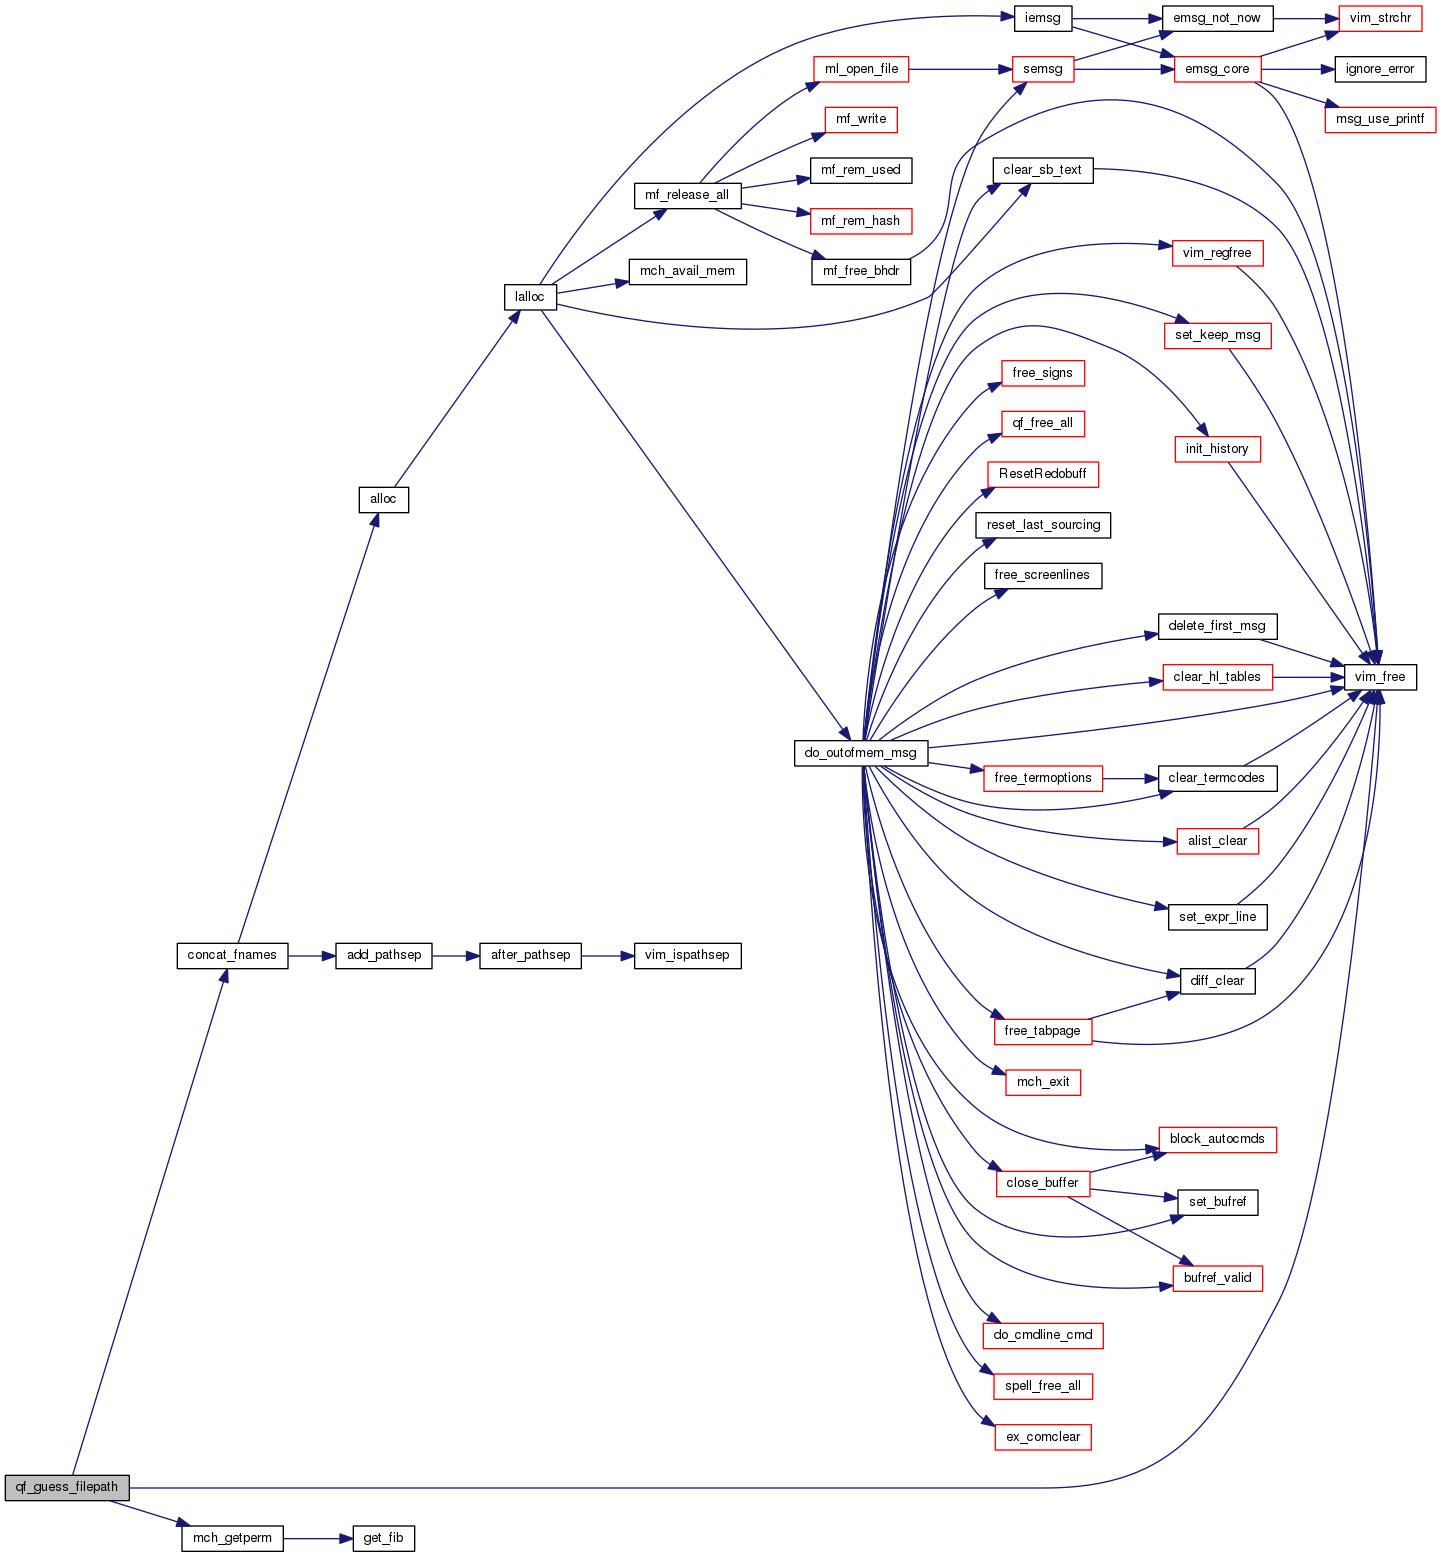 iemsg
emsg_not_now
vim_strchr
ml_open_file
semsg
emsg_core
ignore_error
mf_write
msg_use_printf
mf_rem_used
clear_sb_text
mf_release_all
mf_rem_hash
vim_regfree
mch_avail_mem
mf_free_bhdr
lalloc
set_keep_msg
free_signs
qf_free_all
init_history
ResetRedobuff
alloc
reset_last_sourcing
free_screenlines
delete_first_msg
clear_hl_tables
vim_free
do_outofmem_msg
free_termoptions
clear_termcodes
alist_clear
set_expr_line
concat_fnames
add_pathsep
after_pathsep
vim_ispathsep
diff_clear
free_tabpage
mch_exit
block_autocmds
close_buffer
set_bufref
bufref_valid
do_cmdline_cmd
spell_free_all
ex_comclear
qf_guess_filepath
mch_getperm
get_fib